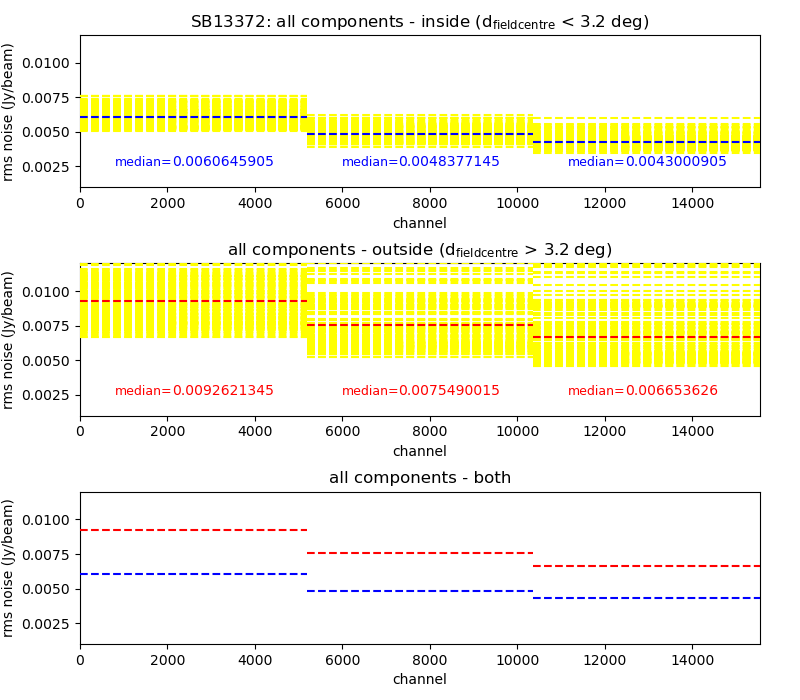 SB13372: all components - inside (dfieldcentre < 3.2 deg)
rms noise (Jy/beam)
0.0100
0.0075
0.0050
0.0025
median=0.0060645905 median=0.0048377145 median=0.0043000905
0 2000 4000 6000 8000 10000 12000 14000
channel
all components - outside (dfieldcentre > 3.2 deg)
rms noise (Jy/beam)
0.0100
0.0075
0.0050
0.0025
median=0.0092621345 median=0.0075490015 median=0.006653626
0 2000 4000 6000 8000 10000 12000 14000
channel
all components - both
rms noise (Jy/beam)
0.0100
0.0075
0.0050
0.0025
0 2000 4000 6000 8000 10000 12000 14000
channel